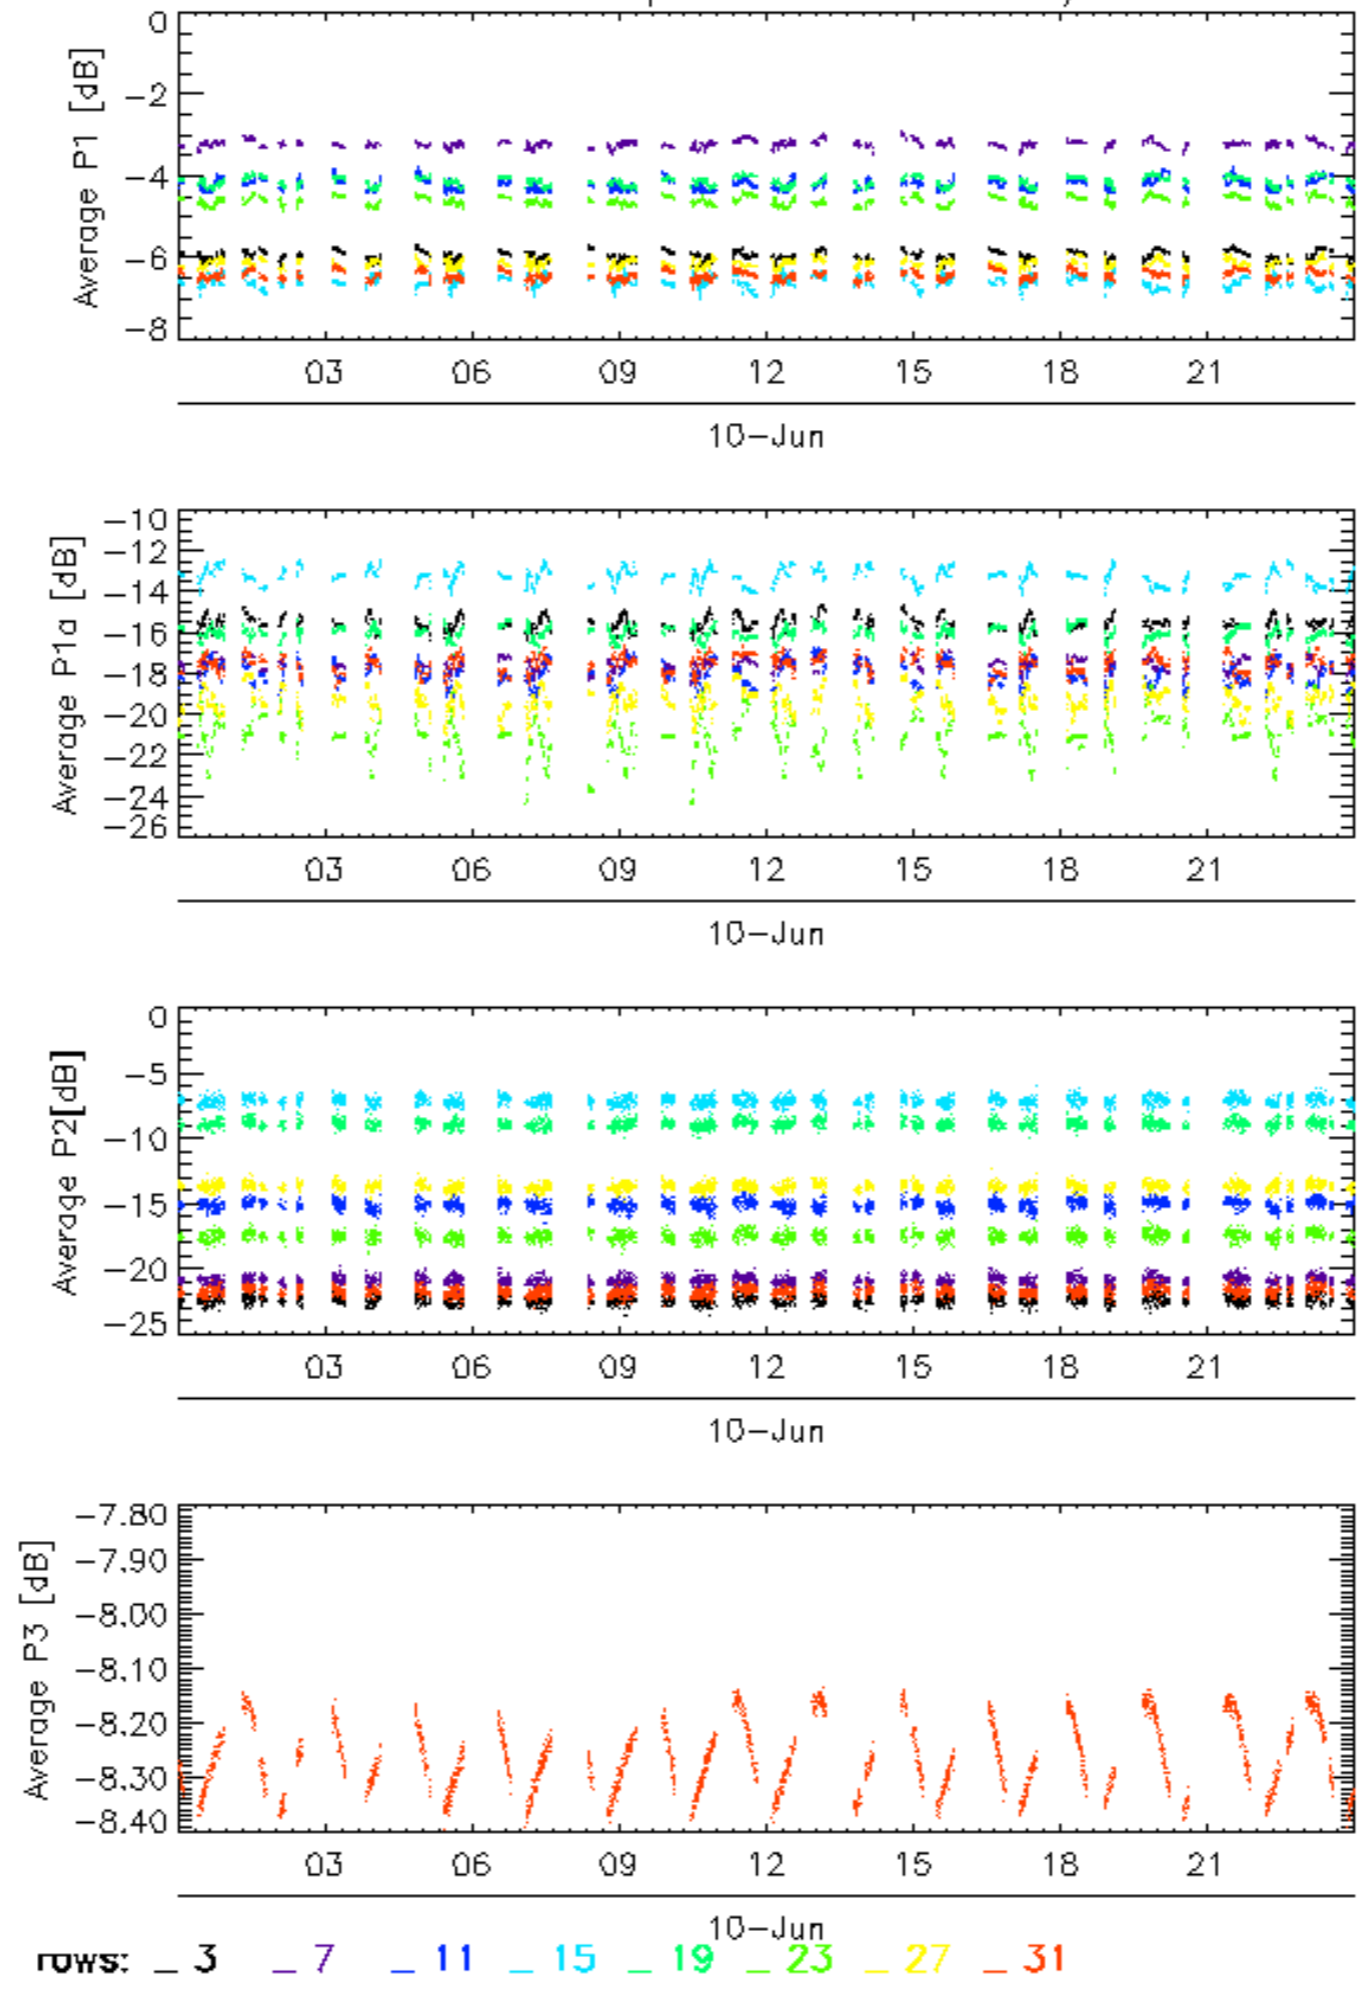 0
-2
-4
-6
-8
Average P1 [dB]
03 06 09 12 15 18 21
10-Jun
-10
-12
-14
-16
-18
-20
-22
-24
-26
Average P1a [dB]
03 06 09 12 15 18 21
10-Jun
0
-5
-10
-15
-20
-25
Average P2[dB]
03 06 09 12 15 18 21
10-Jun
-7.80
-7.90
-8.00
-8.10
-8.20
-8.30
-8.40
Average P3 [dB]
03 06 09 12 15 18 21
10-Jun
rows: _ 3 _ 7 _ 11 _ 15 _ 19 _ 23 _ 27 _ 31